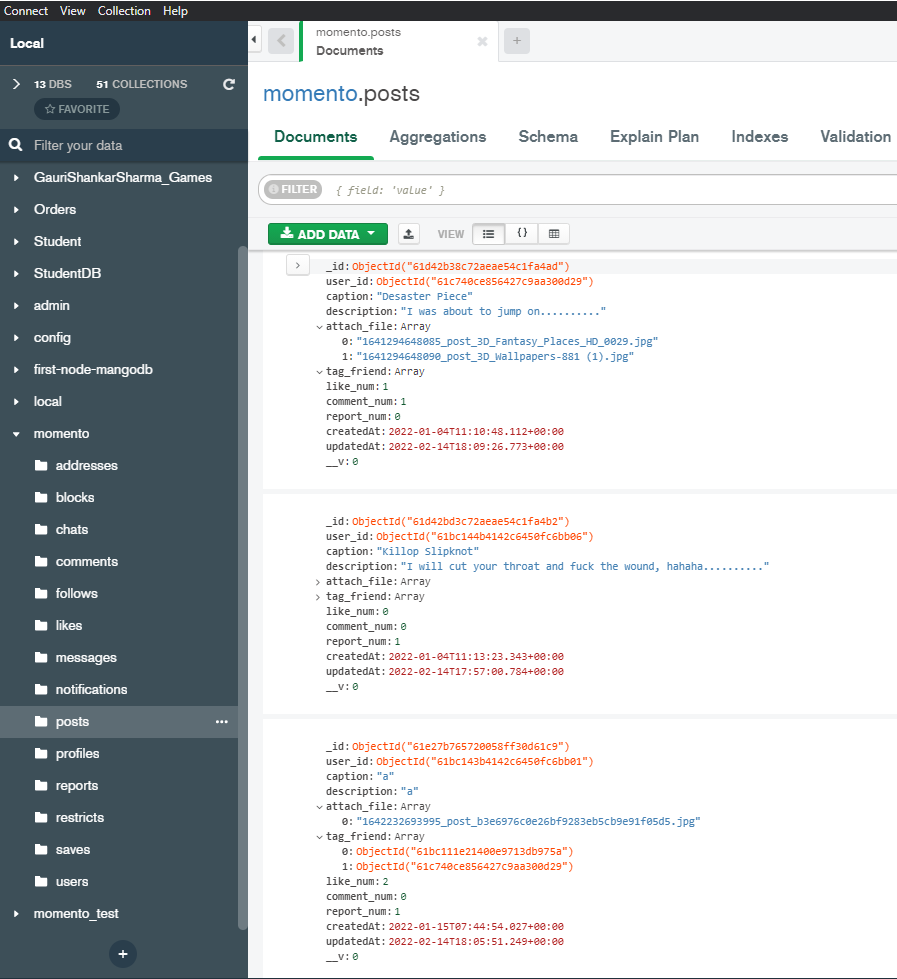 Connect View Collection Help
Local
13 DBS 51 COLLECTIONS
FAVORITE
Filter your data
GauriShankarSharma_Games
Orders
Student
StudentDB
admin
config
first-node-mangodb
local
momento
addresses
blocks
chats
comments
follows
likes
messages
notifications
posts
profiles
reports
restricts
saves
users
momento_test
momento.posts
Documents
momento.posts
Documents Aggregations Schema Explain Plan Indexes Validation
FILTER { field: 'value' }
ADD DATA VIEW {}
_id: ObjectId("61d42b38c72aeae54c1fa4ad")
user_id: ObjectId("61c740ce856427c9aa300d29")
caption: "Desaster Piece"
description: "I was about to jump on.........."
attach_file: Array
0: "1641294648085_post_3D_Fantasy_Places_HD_0029.jpg"
1: "1641294648090_post_3D_Wallpapers-881 (1).jpg"
tag_friend: Array
like_num: 1
comment_num: 1
report_num: 0
createdAt: 2022-01-04T11:10:48.112+00:00
updatedAt: 2022-02-14T18:09:26.773+00:00
__v: 0
_id: ObjectId("61d42bd3c72aeae54c1fa4b2")
user_id: ObjectId("61bc144b4142c6450fc6bb06")
caption: "Killop Slipknot"
description: "I will cut your throat and fuck the wound, hahaha.........."
attach_file: Array
tag_friend: Array
like_num: 0
comment_num: 0
report_num: 1
createdAt: 2022-01-04T11:13:23.343+00:00
updatedAt: 2022-02-14T17:57:00.784+00:00
__v: 0
_id: ObjectId("61e27b765720058ff30d61c9")
user_id: ObjectId("61bc143b4142c6450fc6bb01")
caption: "a"
description: "a"
attach_file: Array
0: "1642232693995_post_b3e6976c0e26bf9283eb5cb9e91f05d5.jpg"
tag_friend: Array
0: ObjectId("61bc111e21400e9713db975a")
1: ObjectId("61c740ce856427c9aa300d29")
like_num: 2
comment_num: 0
report_num: 1
createdAt: 2022-01-15T07:44:54.027+00:00
updatedAt: 2022-02-14T18:05:51.249+00:00
__v: 0